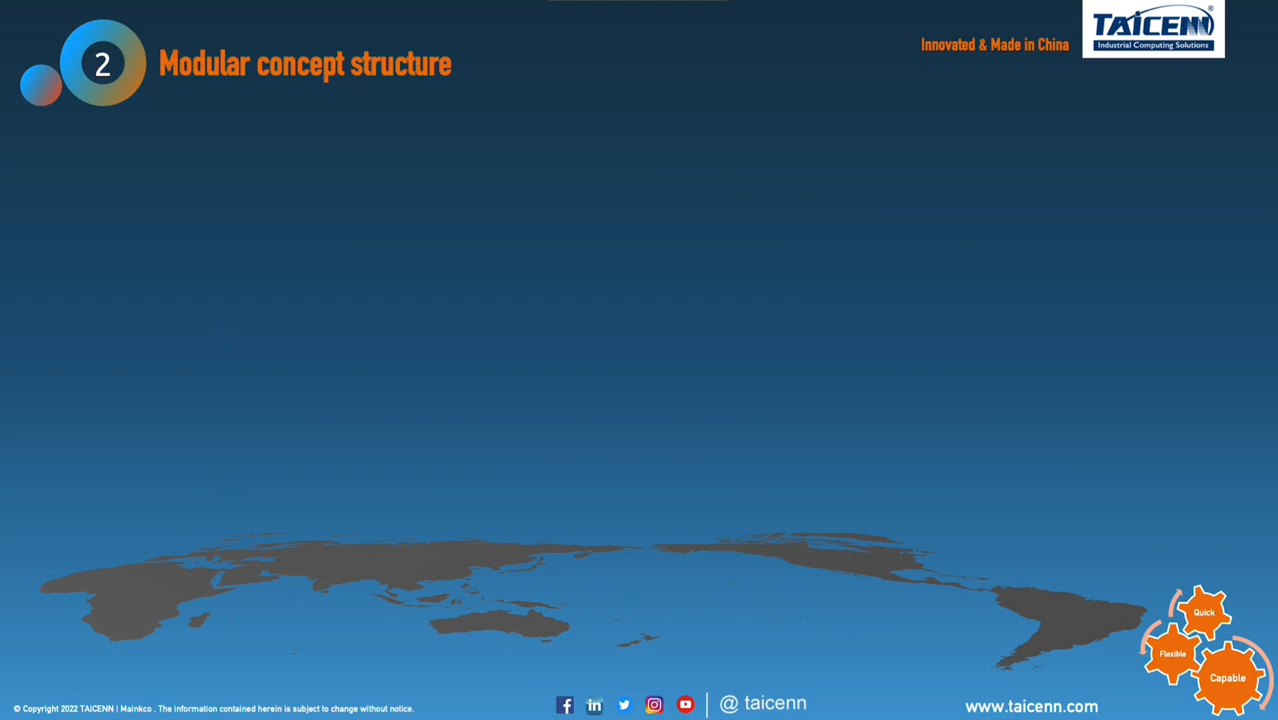 2
Modular concept structure
Innovated & Made in China
TAICENN®
Industrial Computing Solutions
Quick
Flexible
Capable
© Copyright 2022 TAICENN | Mainkco . The information contained herein is subject to change without notice.
@ taicenn
www.taicenn.com